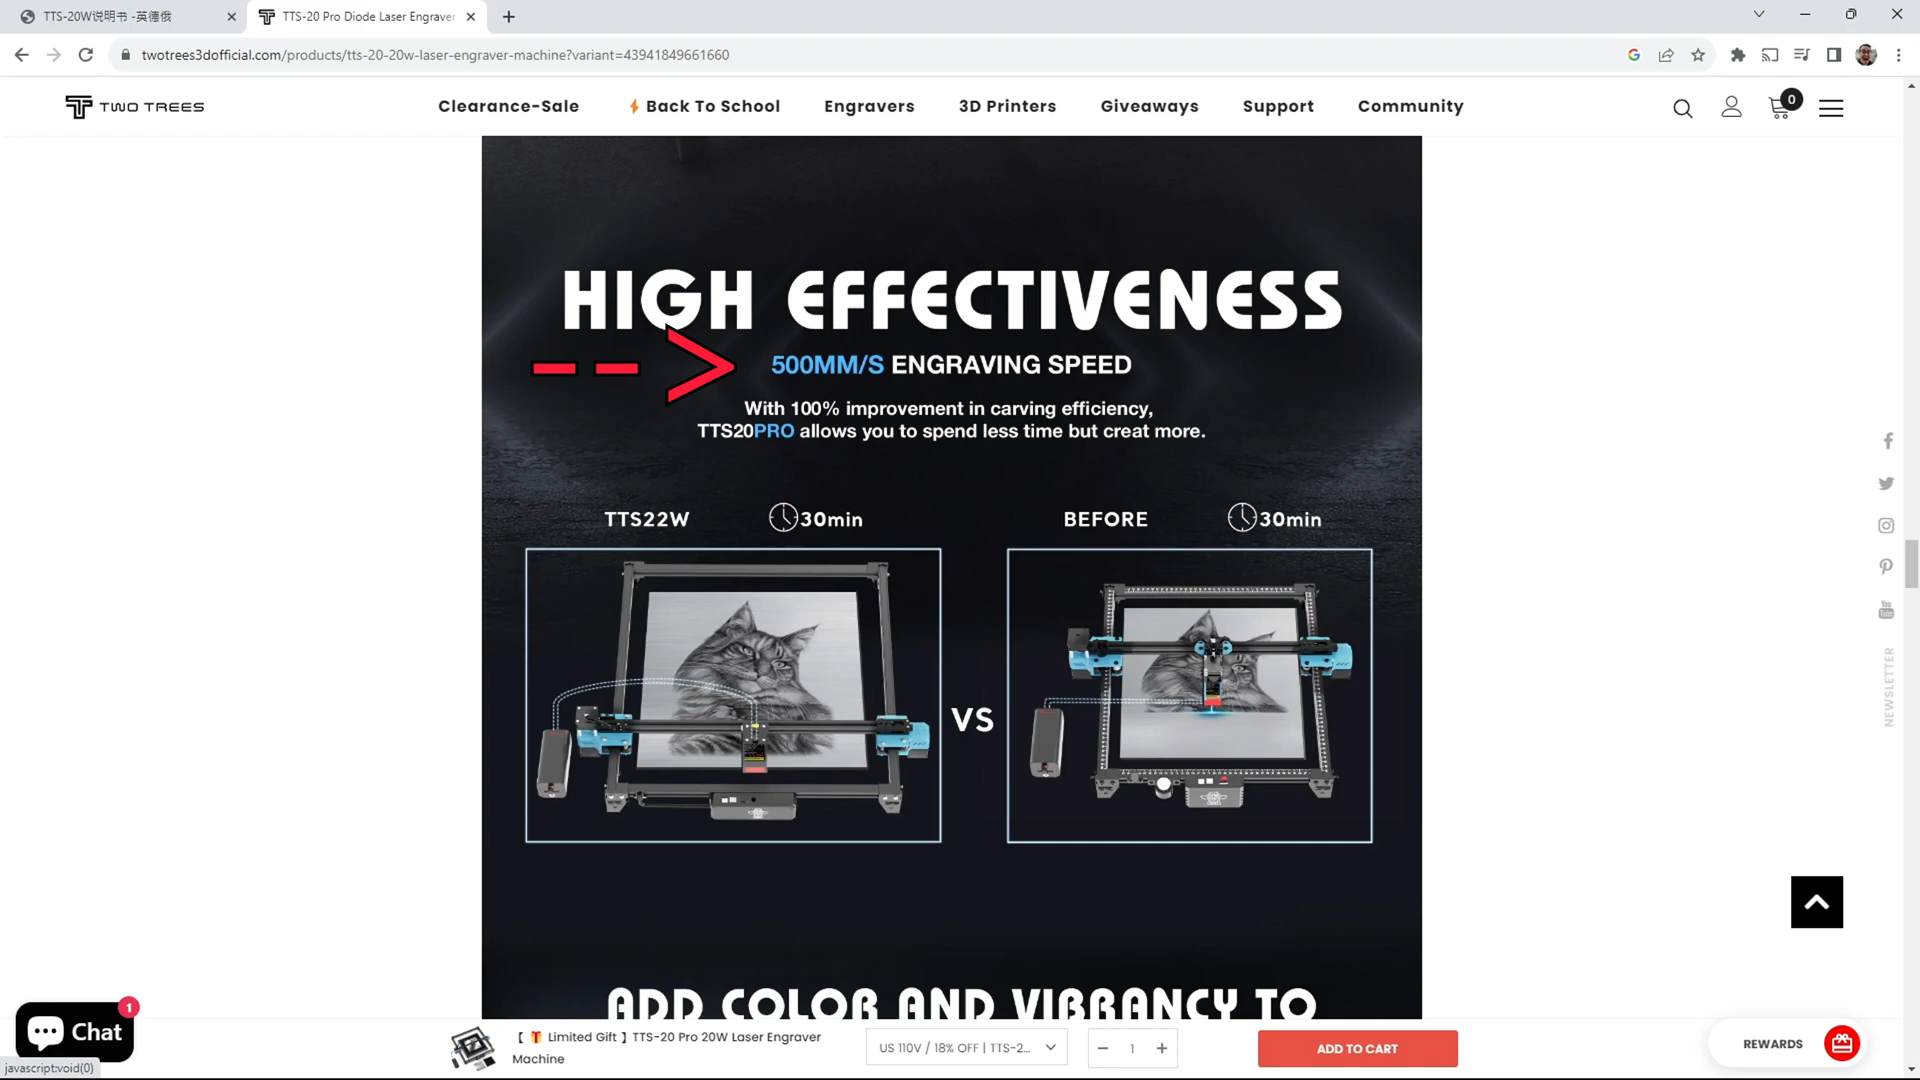 TTS-20W说明书 -英德俄
TTS-20 Pro Diode Laser Engraver
twotrees3dofficial.com/products/tts-20-20w-laser-engraver-machine?variant=43941849661660
TWO TREES
Clearance-Sale
Back To School
Engravers
3D Printers
Giveaways
Support
Community
0
HIGH EFFECTIVENESS
500MM/S ENGRAVING SPEED
With 100% improvement in carving efficiency,
TTS20PRO allows you to spend less time but creat more.
TTS22W
30min
BEFORE
30min
VS
NEWSLETTER
ADD COLOR AND VIBRANCY TO
1
Chat
【 Limited Gift 】TTS-20 Pro 20W Laser Engraver
Machine
US 110V / 18% OFF | TTS-2...
− 1 +
ADD TO CART
REWARDS
javascript:void(0)